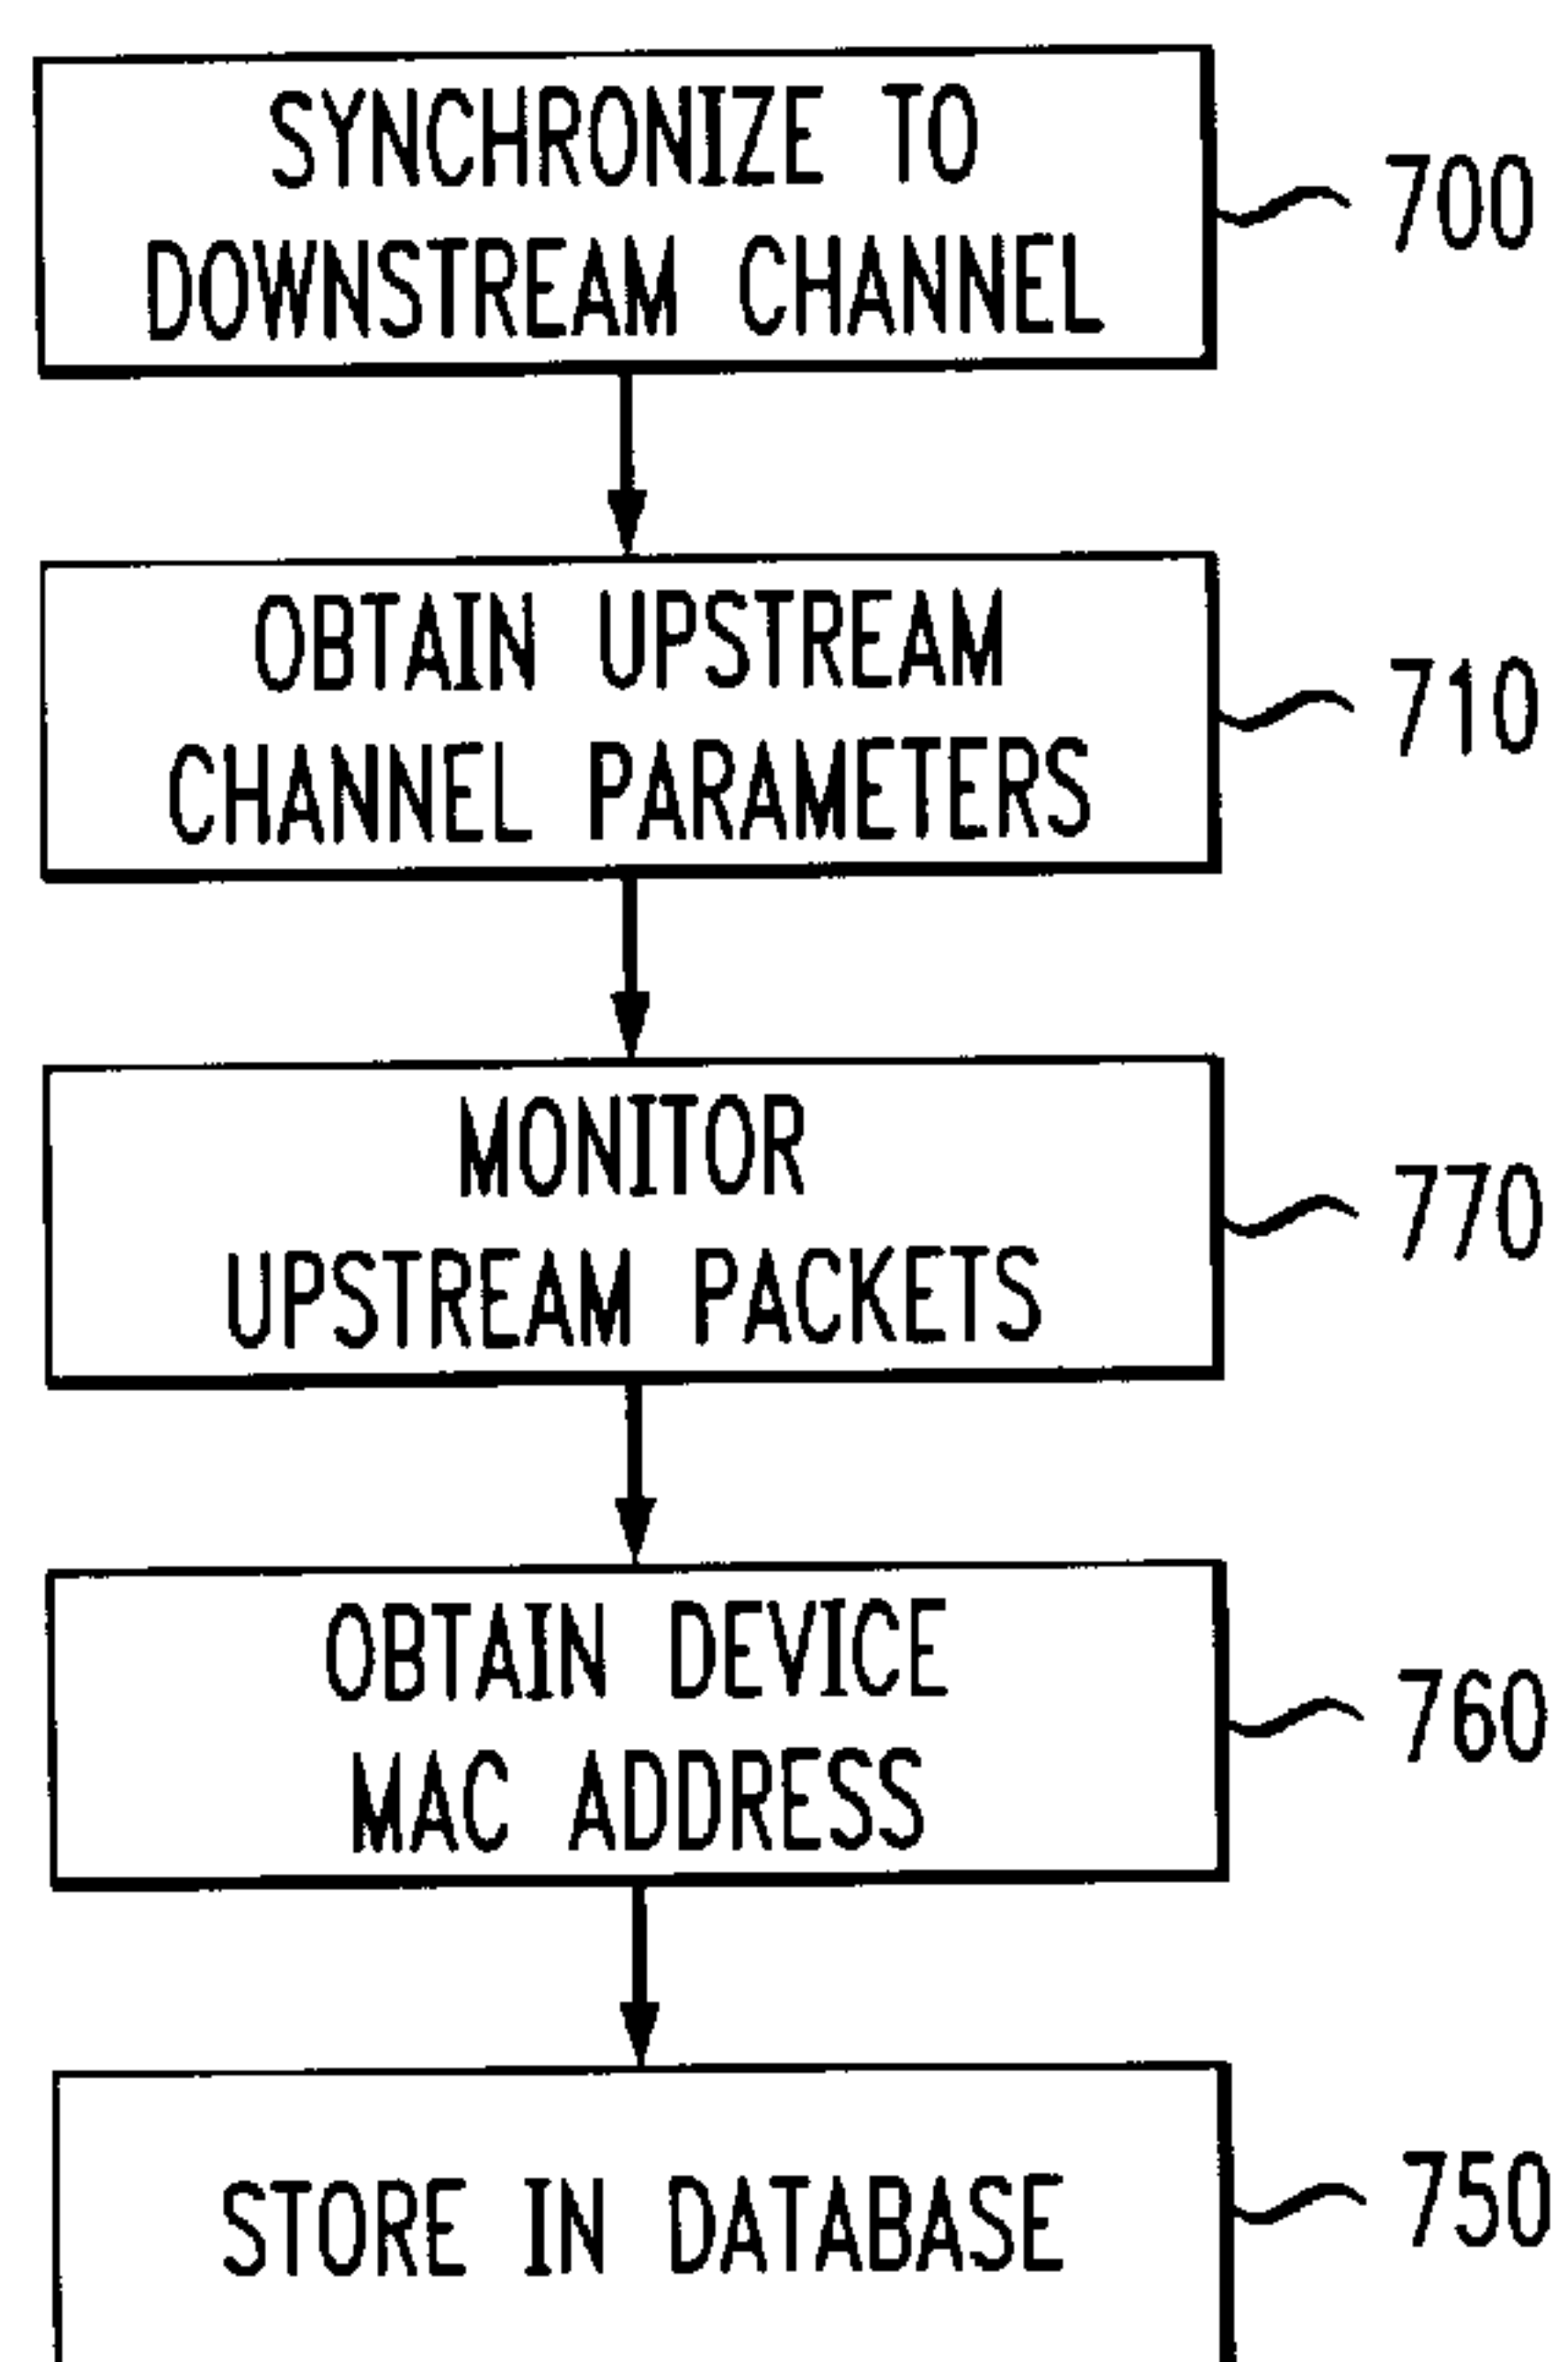 SYNCHRONIZE TO
DOWNSTREAM CHANNEL
700
OBTAIN UPSTREAM
CHANNEL PARAMETERS
710
MONITOR
UPSTREAM PACKETS
770
OBTAIN DEVICE
MAC ADDRESS
760
STORE IN DATABASE
750